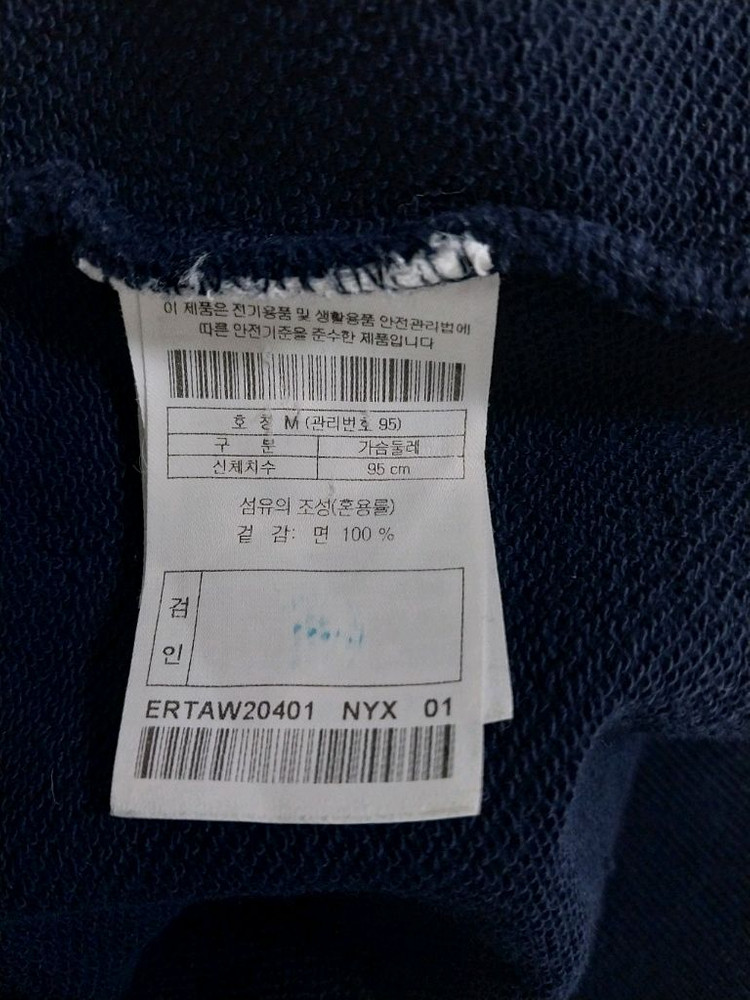 이 제품은 전기용품 및 생활용품 안전관리법에
따른 안전기준을 준수한 제품입니다
호 칭 M (관리번호 95)
구 분 가슴둘레
신체치수 95 cm
섬유의 조성(혼용률)
겉 감: 면 100 %
검
인
ERTAW20401 NYX 01